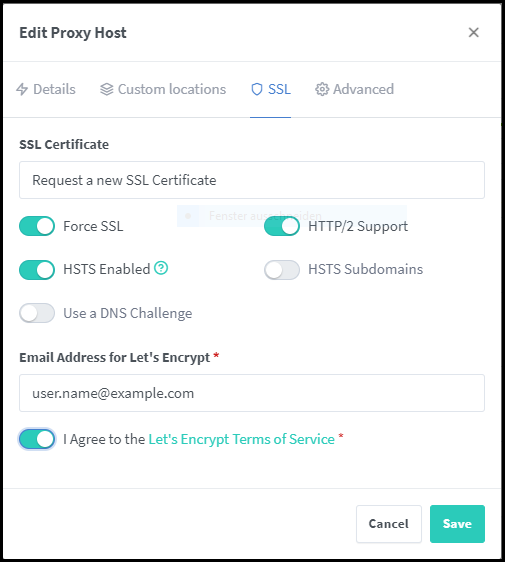 Edit Proxy Host
Details Custom locations SSL Advanced
SSL Certificate
Request a new SSL Certificate
Fenster ausschneiden
Force SSL HTTP/2 Support
HSTS Enabled HSTS Subdomains
Use a DNS Challenge
Email Address for Let's Encrypt *
user.name@example.com
I Agree to the Let's Encrypt Terms of Service *
Cancel Save